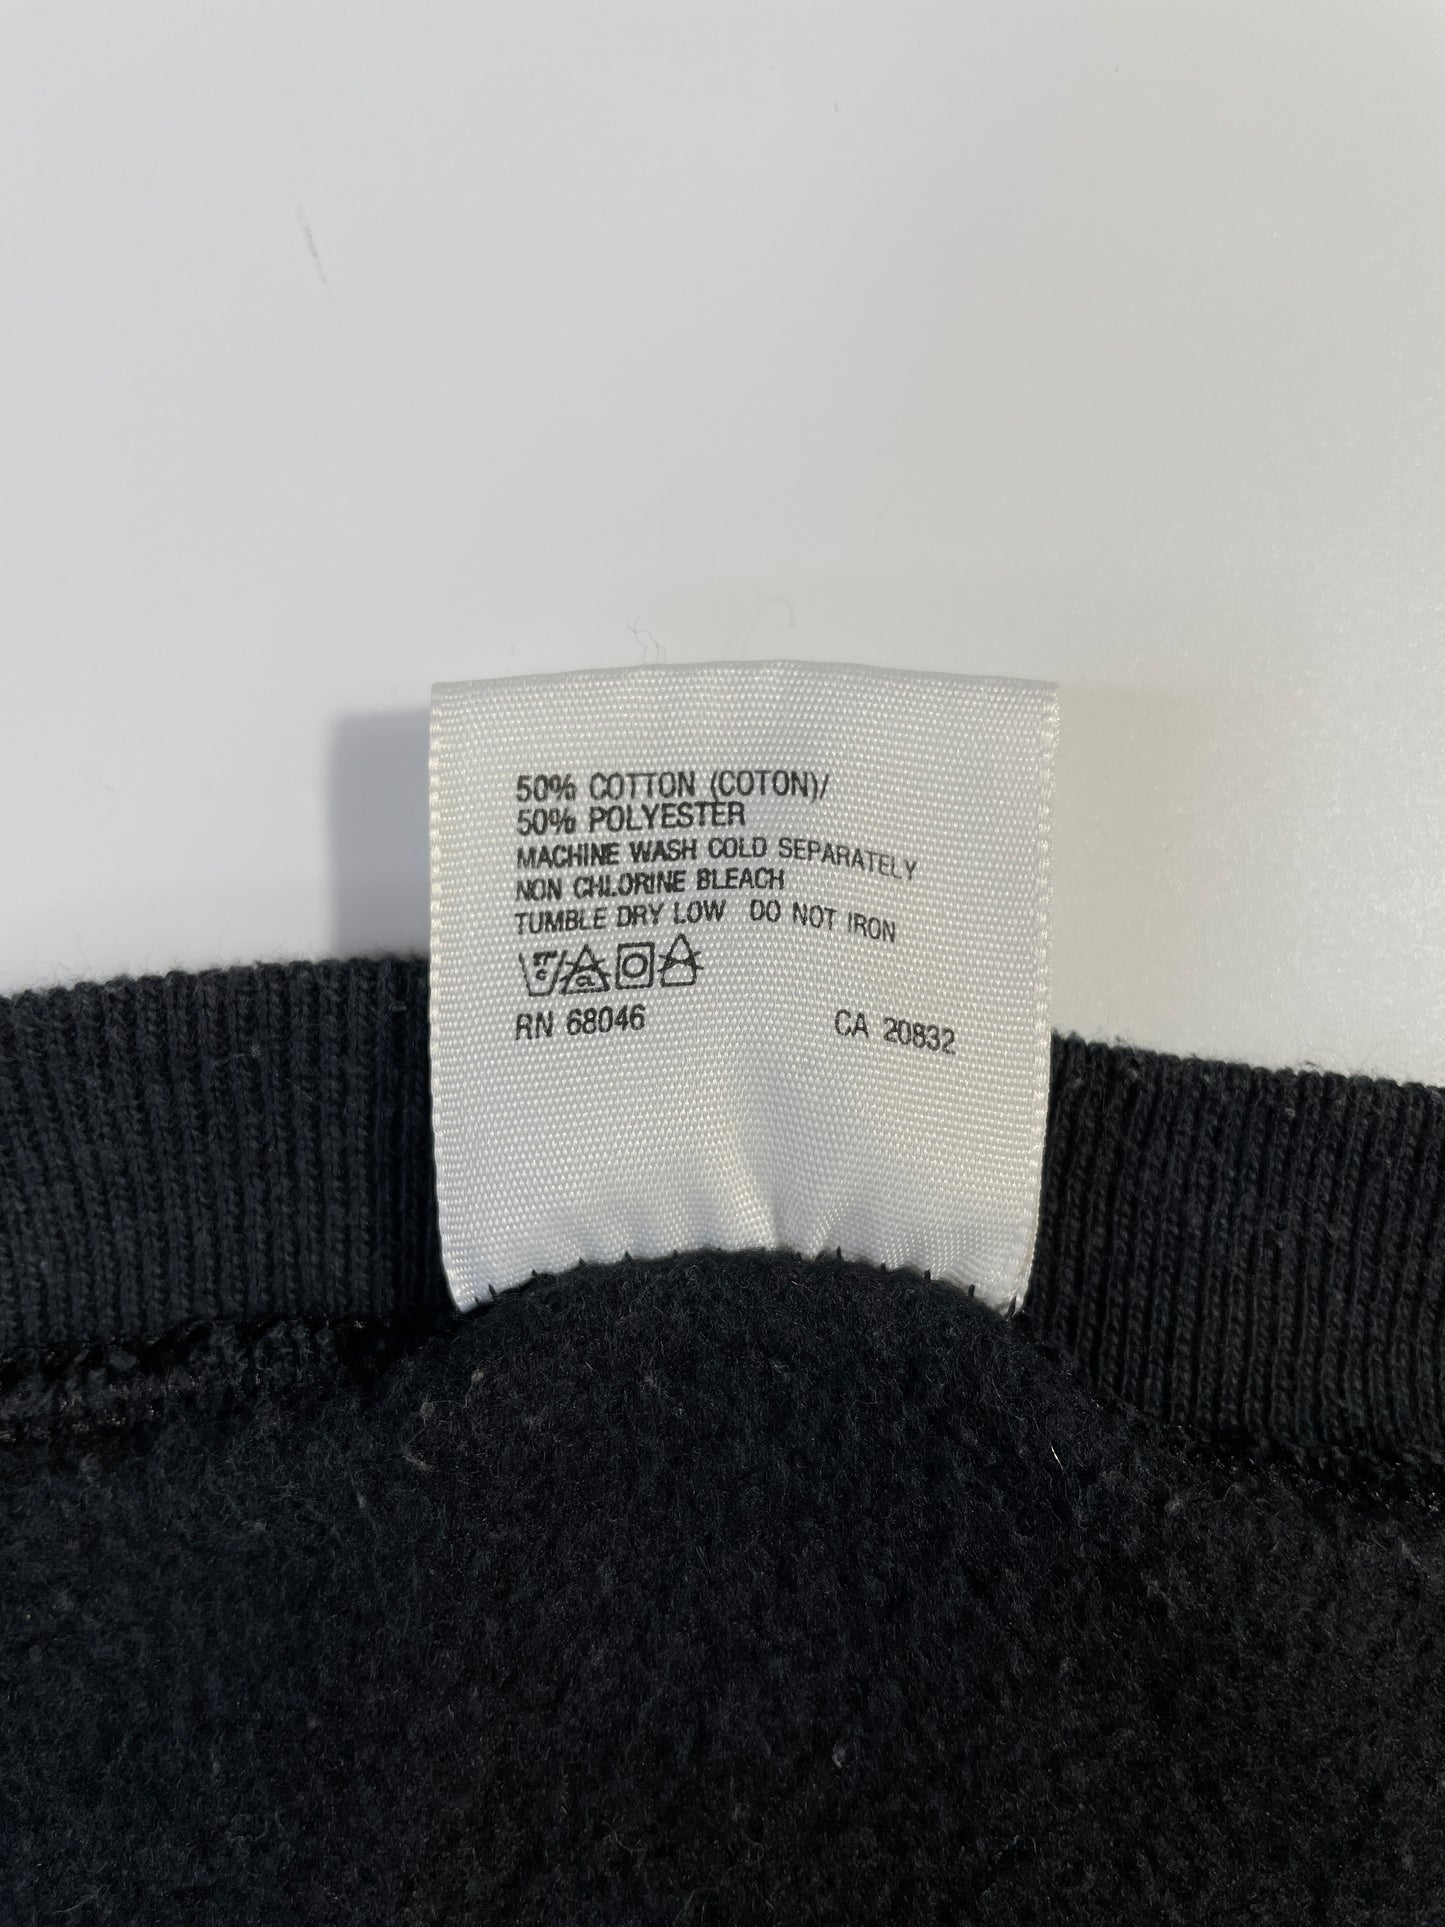 50% COTTON (COTON)/
50% POLYESTER
MACHINE WASH COLD SEPARATELY
NON CHLORINE BLEACH
TUMBLE DRY LOW DO NOT IRON
RN 68046 CA 20832